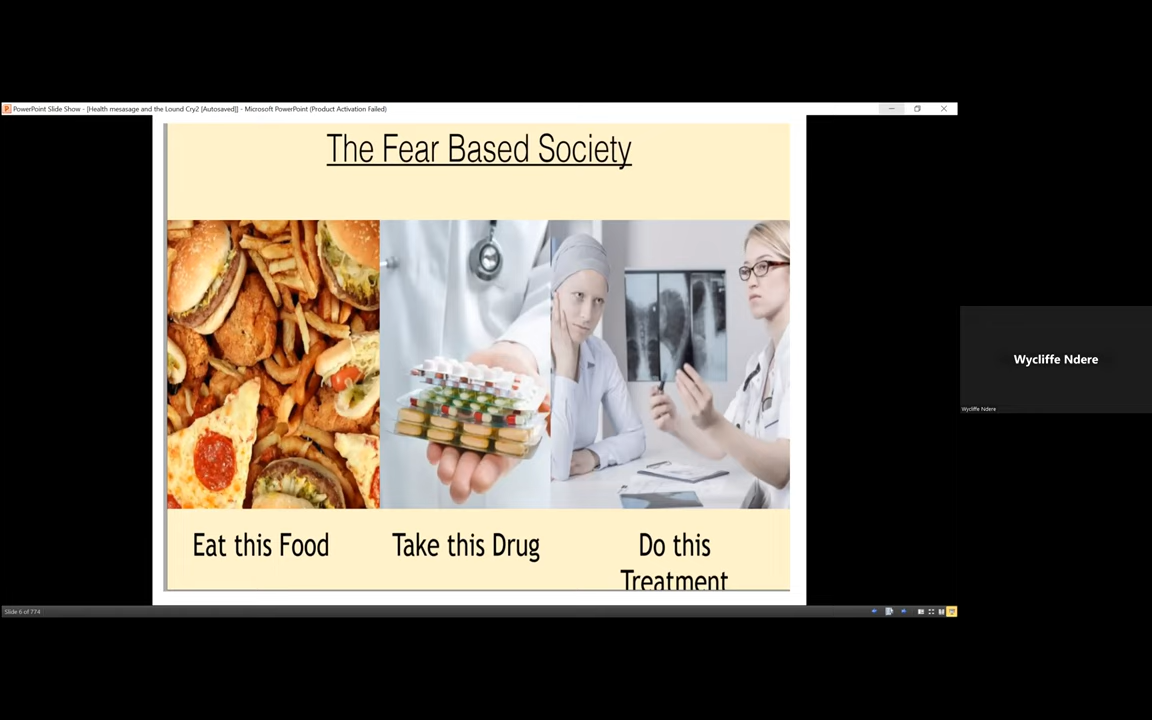 PowerPoint Slide Show - [Health mesasage and the Lound Cry2 [Autosaved]] - Microsoft PowerPoint (Product Activation Failed)
The Fear Based Society
Eat this Food
Take this Drug
Do this
Treatment
Wycliffe Ndere
Wycliffe Ndere
Slide 6 of 774